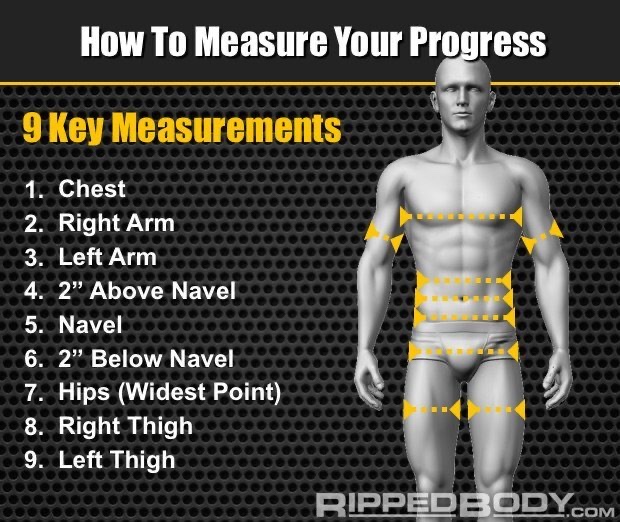 How To Measure Your Progress
9 Key Measurements
1. Chest
2. Right Arm
3. Left Arm
4. 2” Above Navel
5. Navel
6. 2” Below Navel
7. Hips (Widest Point)
8. Right Thigh
9. Left Thigh
RIPPEDBODY.COM